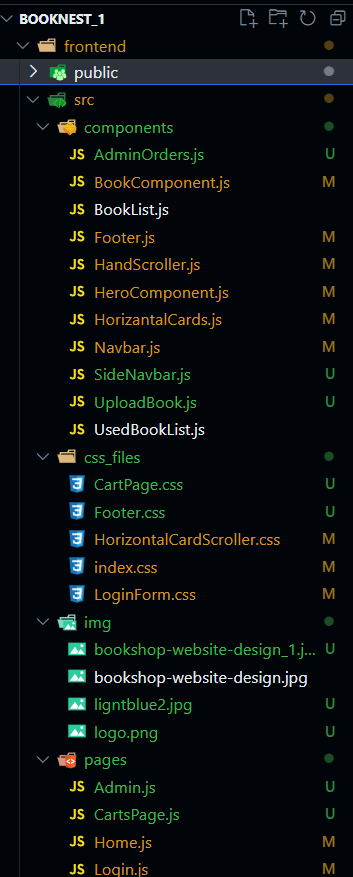 BOOKNEST_1
frontend
public
src
components
JS AdminOrders.js U
JS BookComponent.js M
JS BookList.js
JS Footer.js M
JS HandScroller.js M
JS HeroComponent.js M
JS HorizantalCards.js M
JS Navbar.js M
JS SideNavbar.js U
JS UploadBook.js U
JS UsedBookList.js
css_files
CartPage.css U
Footer.css U
HorizontalCardScroller.css M
index.css M
LoginForm.css M
img
bookshop-website-design_1.j... U
bookshop-website-design.jpg
ligntblue2.jpg U
logo.png U
pages
JS Admin.js U
JS CartsPage.js U
JS Home.js M
JS Login.js M